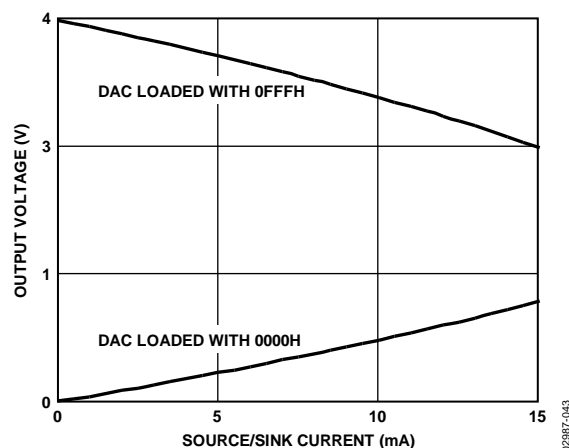 4
3
1
0
OUTPUT VOLTAGE (V)
DAC LOADED WITH 0FFFH
DAC LOADED WITH 0000H
0 5 10 15
SOURCE/SINK CURRENT (mA)
02987-043